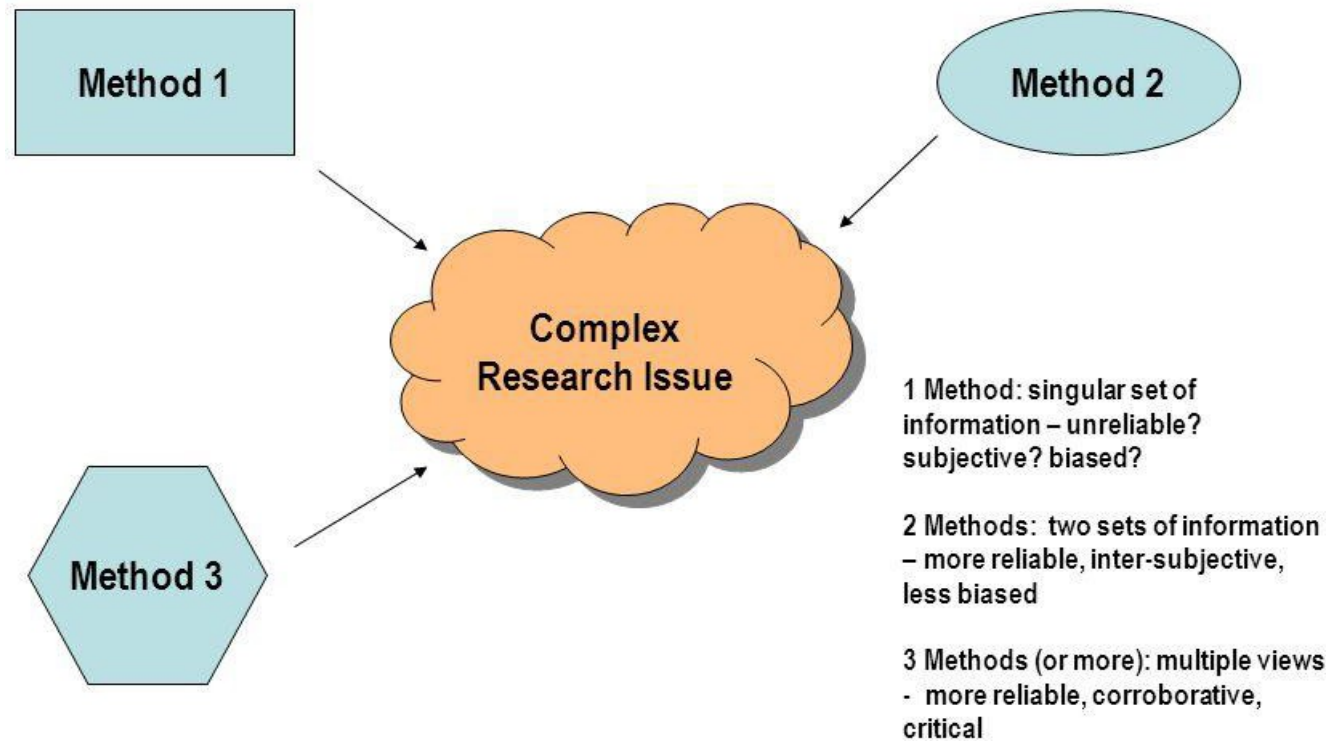 Method 1
Method 2
Complex
Research Issue
Method 3
1 Method: singular set of
information – unreliable?
subjective? biased?
2 Methods: two sets of information
– more reliable, inter-subjective,
less biased
3 Methods (or more): multiple views
- more reliable, corroborative,
critical